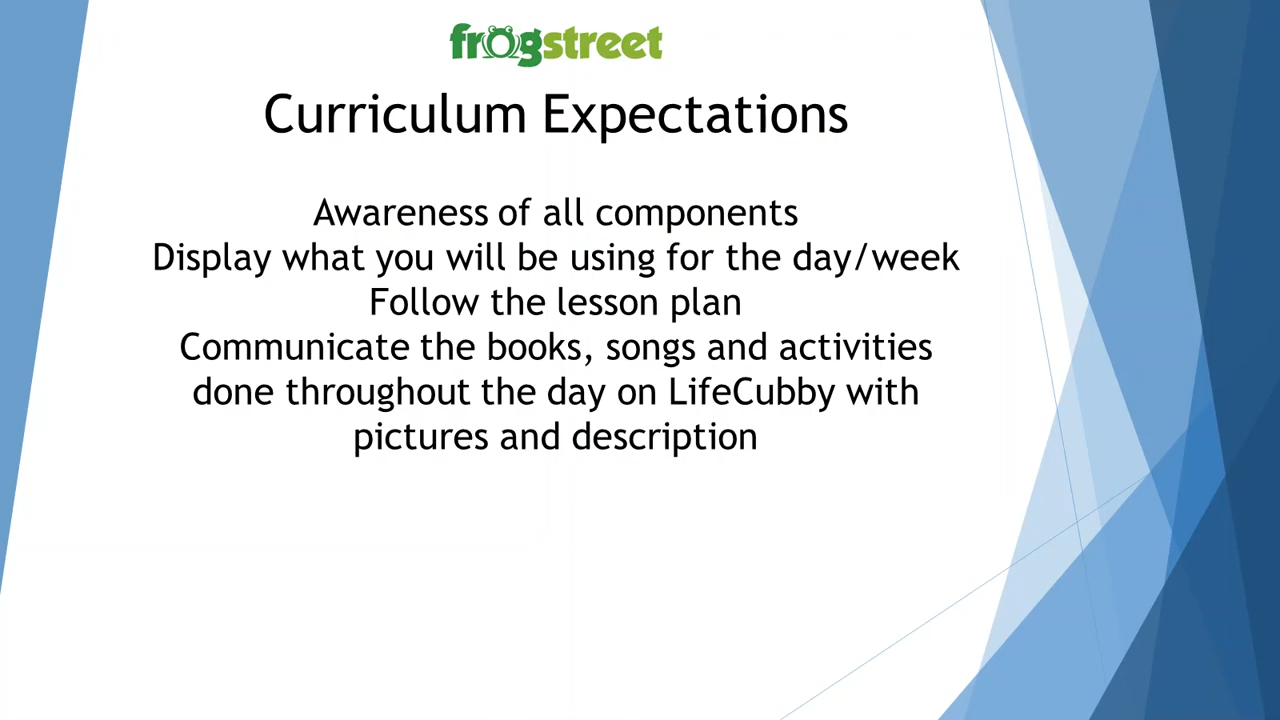 frogstreet
Curriculum Expectations
Awareness of all components
Display what you will be using for the day/week
Follow the lesson plan
Communicate the books, songs and activities
done throughout the day on LifeCubby with
pictures and description